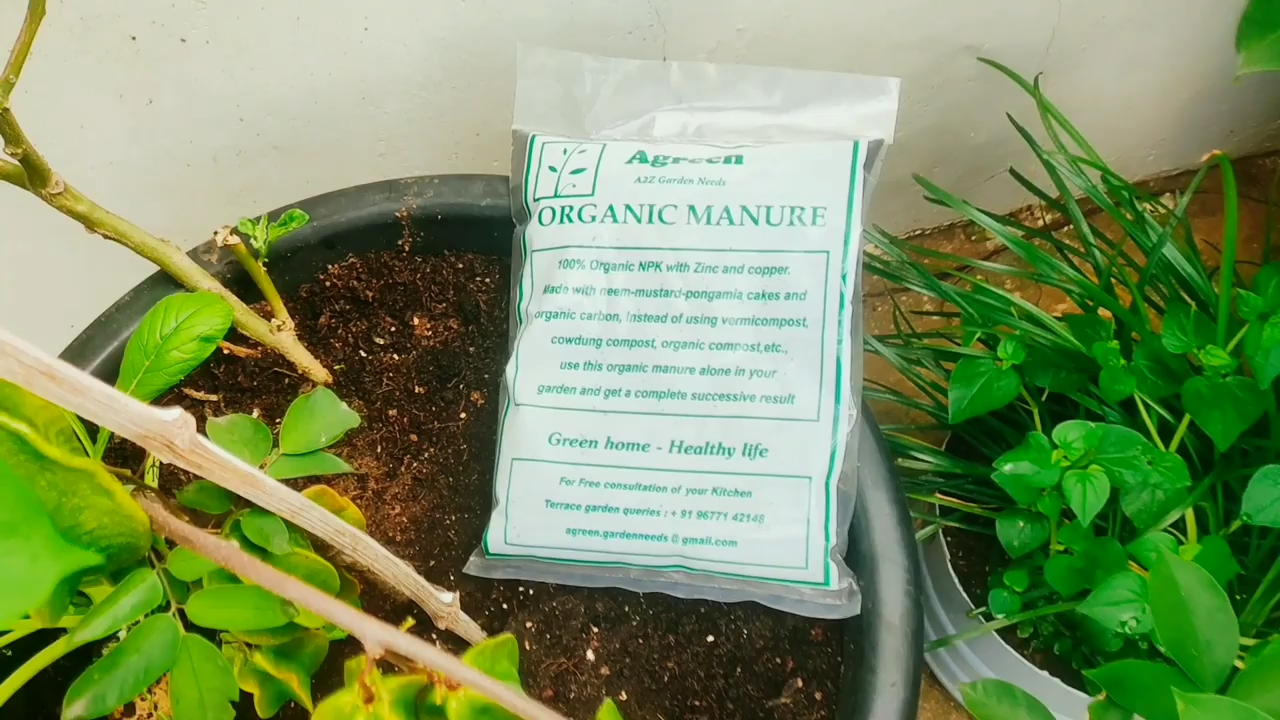 Agreen
A2Z Garden Needs
ORGANIC MANURE
100% Organic NPK with Zinc and copper.
Made with neem-mustard-pongamia cakes and
organic carbon, Instead of using vermicompost,
cowdung compost, organic compost,etc.,
use this organic manure alone in your
garden and get a complete successive result
Green home - Healthy life
For Free consultation of your Kitchen
Terrace garden queries : + 91 96771 42148
agreen.gardenneeds @ gmail.com